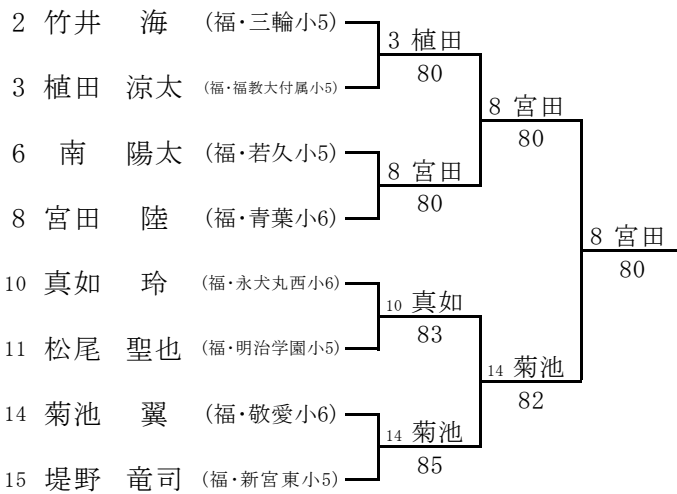 2 竹井 海 (福・三輪小5)
3 植田
80
3 植田 涼太 (福・福教大付属小5)
8 宮田
80
6 南 陽太 (福・若久小5)
8 宮田
80
8 宮田 陸 (福・青葉小6)
8 宮田
80
10 真如 玲 (福・永犬丸西小6)
10 真如
83
11 松尾 聖也 (福・明治学園小5)
14 菊池
82
14 菊池 翼 (福・敬愛小6)
14 菊池
85
15 堤野 竜司 (福・新宮東小5)